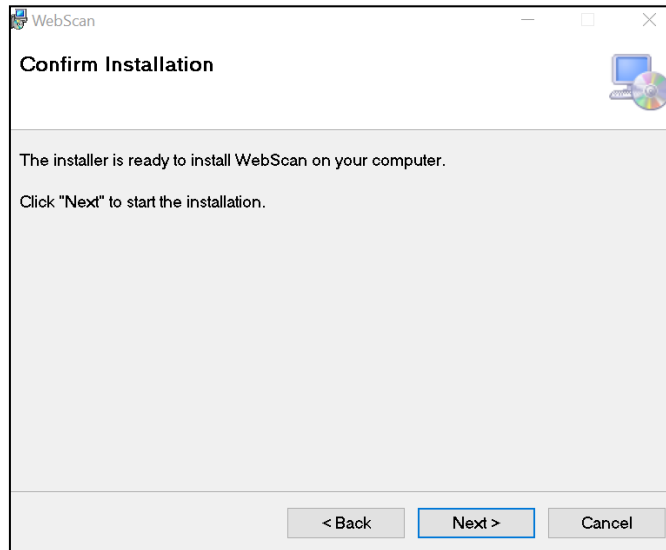 WebScan
Confirm Installation
The installer is ready to install WebScan on your computer.
Click "Next" to start the installation.
< Back
Next >
Cancel